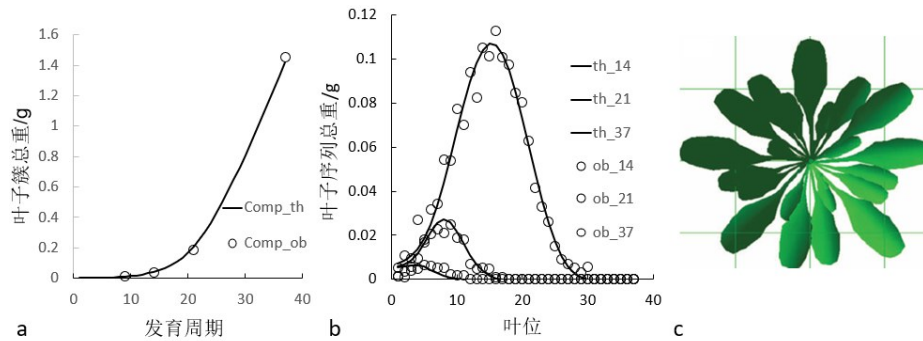 叶子簇总重/g
1.6
1.4
1.2
1
0.8
0.6
0.4
0.2
0
0 10 20 30 40
Comp_th
Comp_ob
a 发育周期
叶子序列总重/g
0.12
0.1
0.08
0.06
0.04
0.02
0
0 10 20 30 40
th_14
th_21
th_37
ob_14
ob_21
ob_37
b 叶位
c